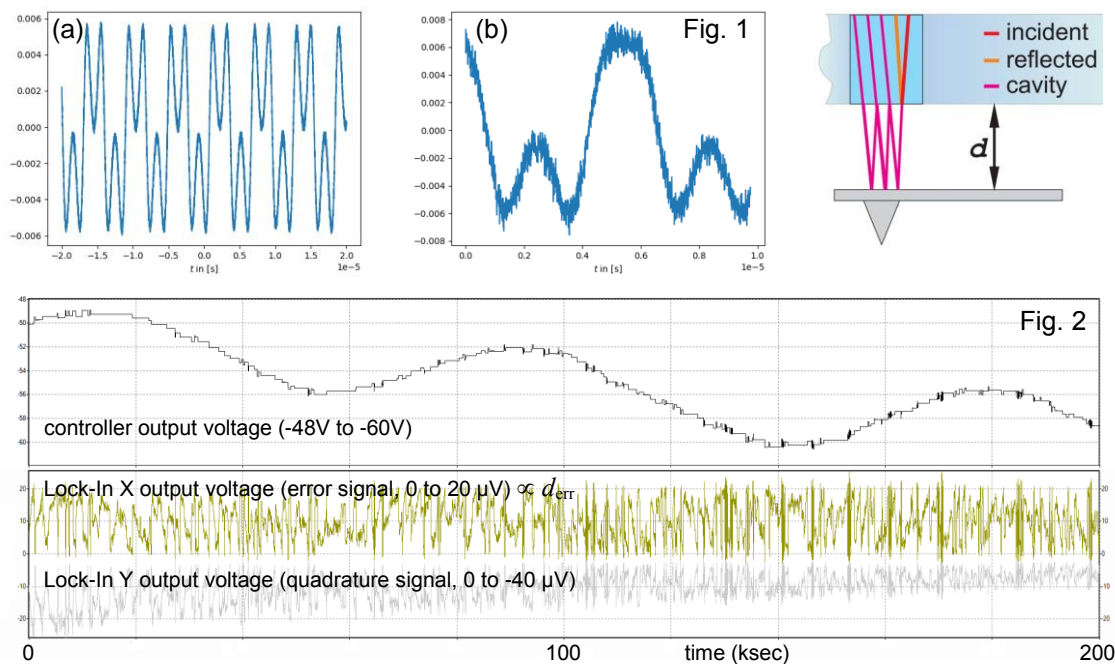 (a)
(b)
Fig. 1
0.006
0.004
0.002
0.000
−0.002
−0.004
−0.006
−2.0 −1.5 −1.0 −0.5 0.0 0.5 1.0 1.5 2.0
t in [s]
1e−5
0.008
0.006
0.004
0.002
0.000
−0.002
−0.004
−0.006
−0.008
0.0 0.2 0.4 0.6 0.8 1.0
t in [s]
1e−5
incident
reflected
cavity
d
Fig. 2
-48
-50
-52
-54
-56
-58
-60
controller output voltage (-48V to -60V)
Lock-In X output voltage (error signal, 0 to 20 µV) ∝ derr
Lock-In Y output voltage (quadrature signal, 0 to -40 µV)
20
10
0
-10
-20
20
10
0
-10
-20
0 100 time (ksec) 200